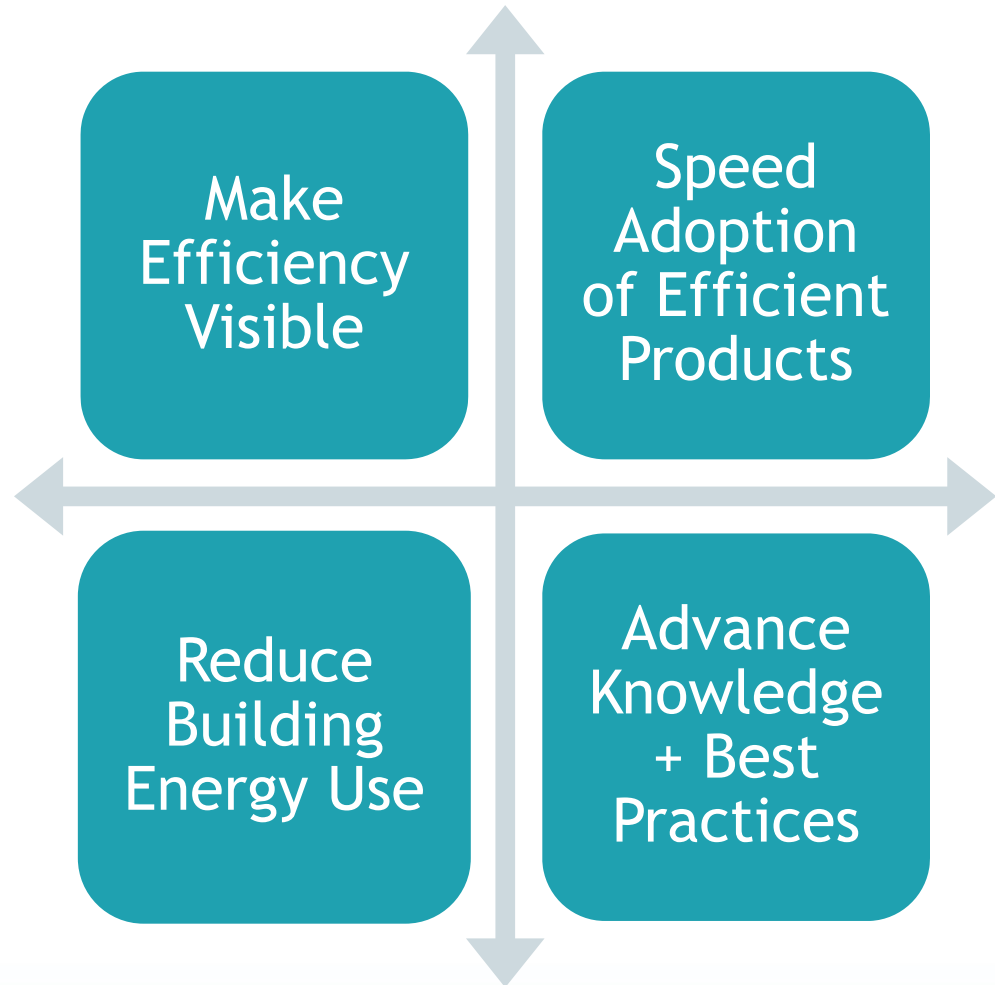 Make
Efficiency
Visible
Speed
Adoption
of Efficient
Products
Reduce
Building
Energy Use
Advance
Knowledge
+ Best
Practices